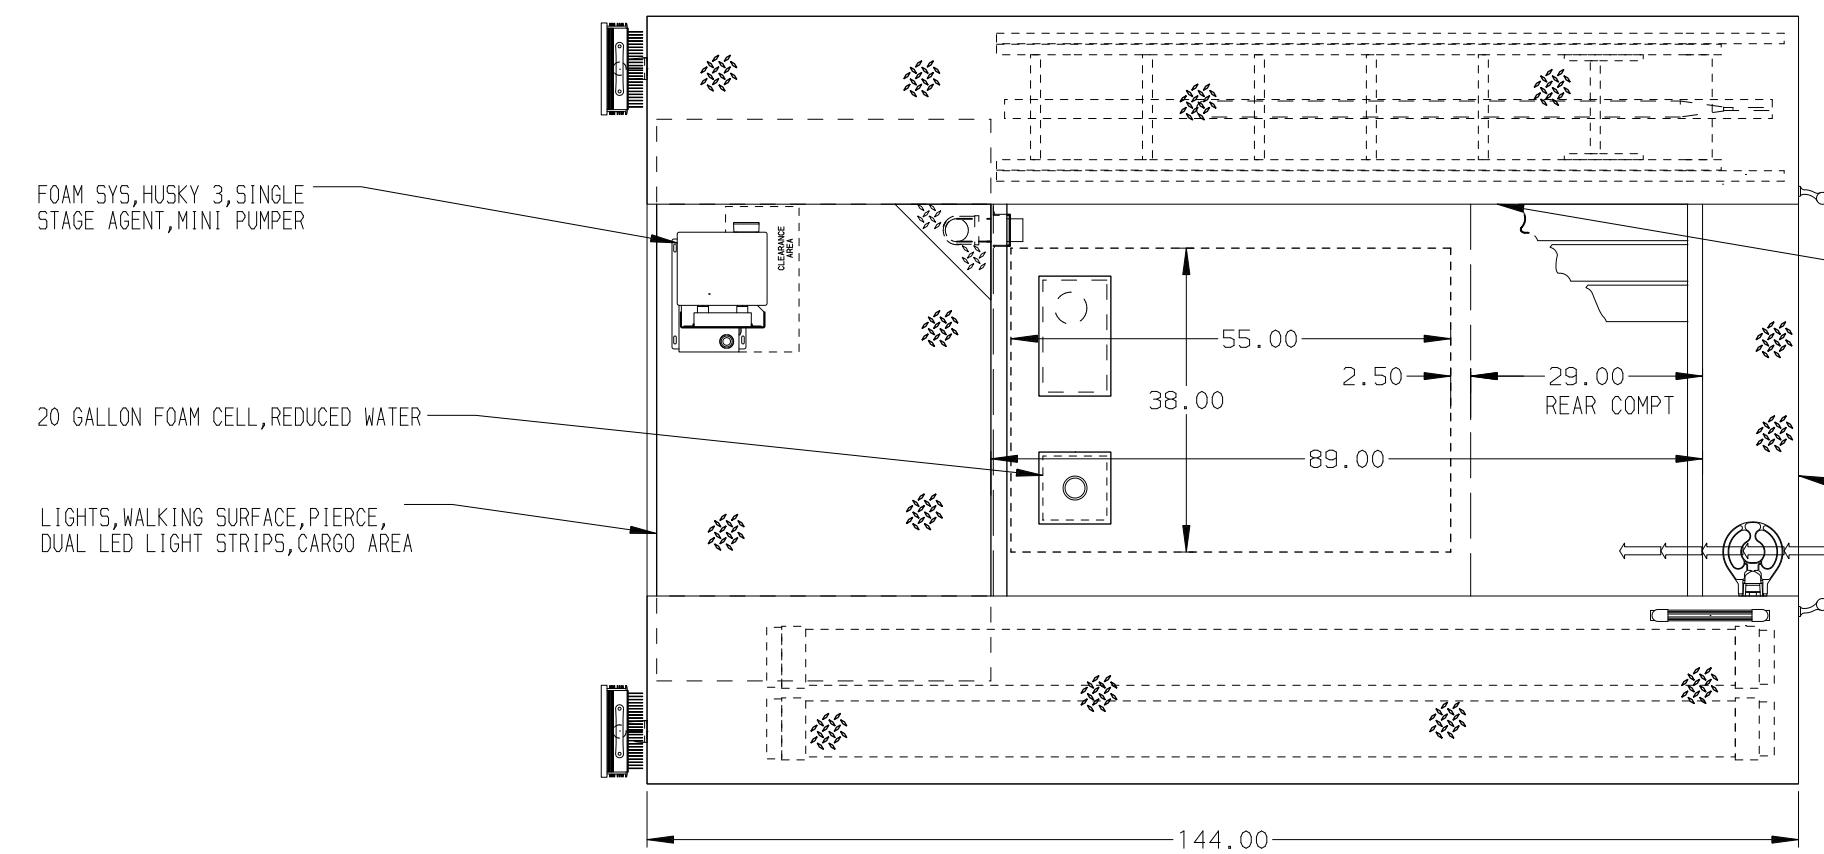 FOAM SYS,HUSKY 3,SINGLE
STAGE AGENT,MINI PUMPER
CLEARANCE
AREA
55.00
2.50
29.00
REAR COMPT
38.00
20 GALLON FOAM CELL,REDUCED WATER
89.00
LIGHTS,WALKING SURFACE,PIERCE,
DUAL LED LIGHT STRIPS,CARGO AREA
144.00